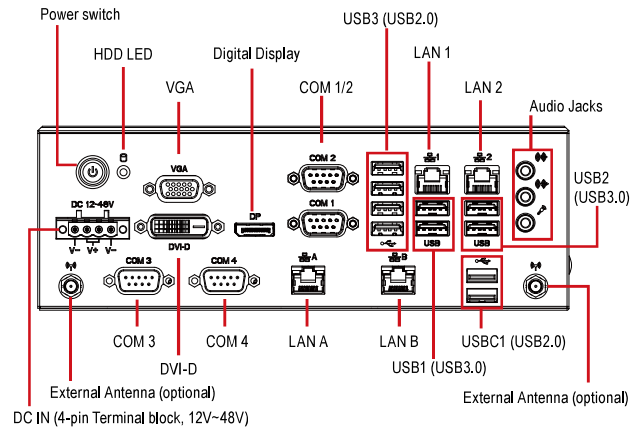 Power switch
USB3 (USB2.0)
HDD LED
Digital Display
LAN 1
VGA
COM 1/2
LAN 2
Audio Jacks
USB2
(USB3.0)
COM 2
1
2
VGA
DC 12~48V
COM 1
DP
V- V+ V-
DVI-D
USB
USB
COM 3
COM 4
A
B
COM 3
COM 4
LAN A
LAN B
USBC1 (USB2.0)
DVI-D
USB1 (USB3.0)
External Antenna (optional)
External Antenna (optional)
DC IN (4-pin Terminal block, 12V~48V)